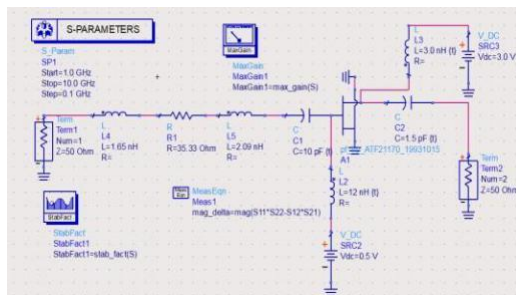 S-PARAMETERS
S_Param
SP1
Start=1.0 GHz
Stop=10.0 GHz
Step=0.1 GHz
MaxGain
MaxGain
MaxGain1
MaxGain1=max_gain(S)
L
L3
L=3.0 nH {t}
R=
V_DC
SRC3
Vdc=3.0 V
Term
Term1
Num=1
Z=50 Ohm
L
L4
L=1.65 nH
R=
R
R1
R=35.33 Ohm
L
L5
L=2.09 nH
R=
C
C1
C=10 pF {t}
ATF21170_19931015
A1
C
C2
C=1.5 pF {t}
Term
Term2
Num=2
Z=50 Ohm
L
L2
L=12 nH {t}
R=
StabFact
StabFact
StabFact1
StabFact1=stab_fact(S)
Meas
Eqn
MeasEqn
Meas1
mag_delta=mag(S11*S22-S12*S21)
V_DC
SRC2
Vdc=0.5 V